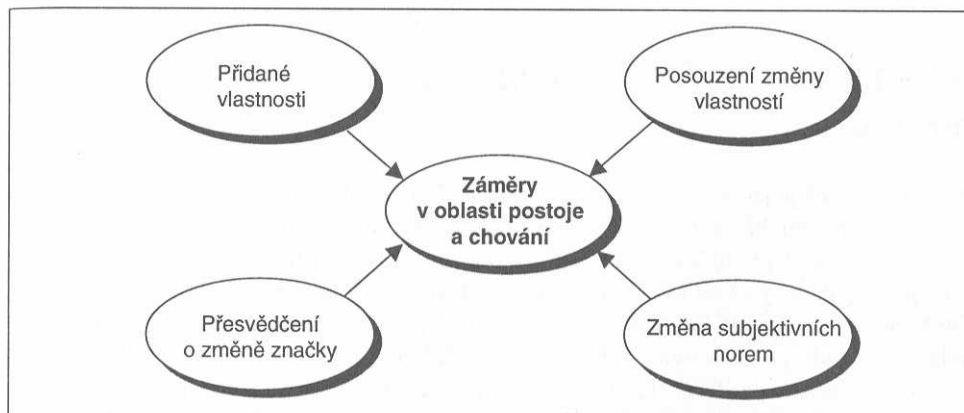 Přidané
vlastnosti
Posouzení změny
vlastností
Záměry
v oblasti postoje
a chování
Přesvědčení
o změně značky
Změna subjektivních
norem